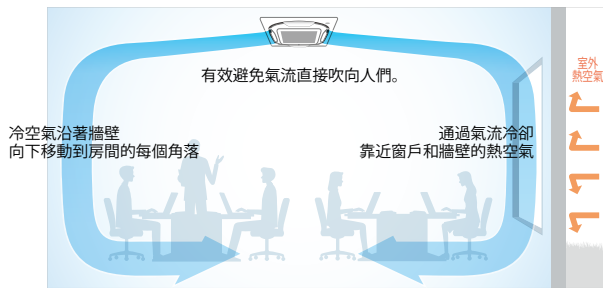 有效避免氣流直接吹向人們。
室外
熱空氣
冷空氣沿著牆壁
向下移動到房間的每個角落
通過氣流冷卻
靠近窗戶和牆壁的熱空氣